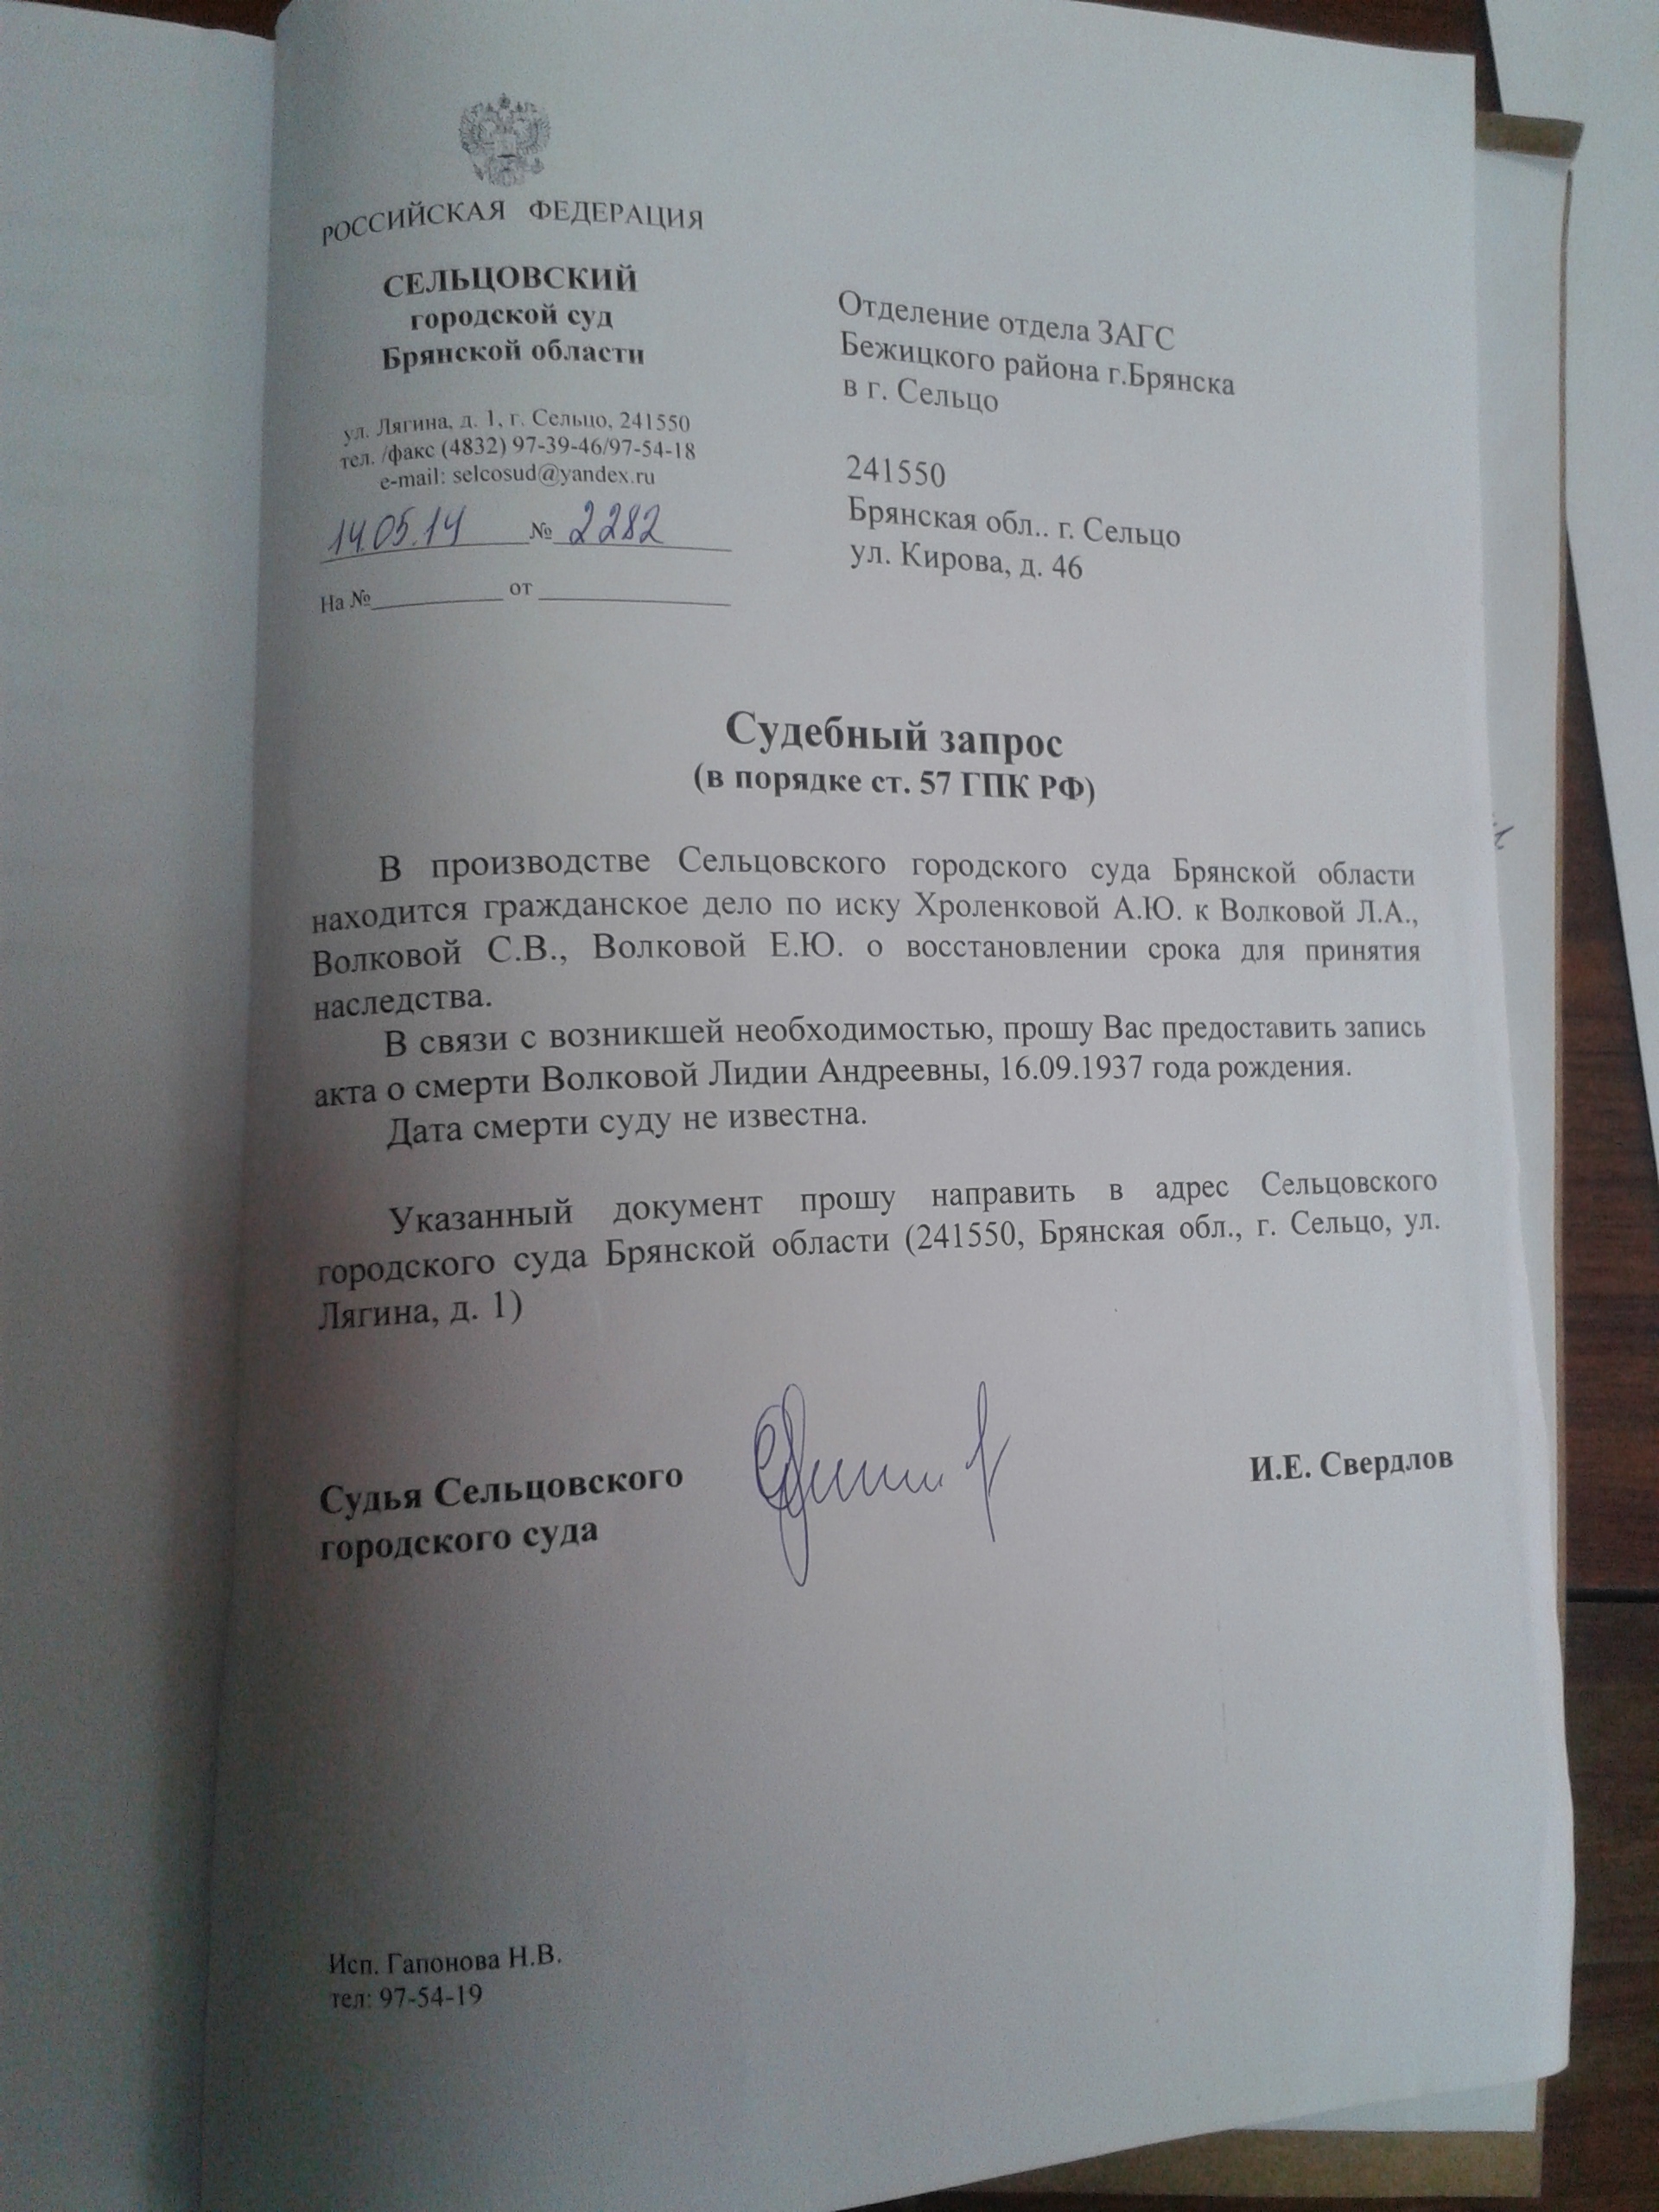 РОССИЙСКАЯ ФЕДЕРАЦИЯ
СЕЛЬЦОВСКИЙ
городской суд
Брянской области
ул. Лягина, д. 1, г. Сельцо, 241550
тел. /факс (4832) 97-39-46/97-54-18
e-mail: selcosud@yandex.ru
14.05.14 № 2282
На №____________ от __________________
Отделение отдела ЗАГС
Бежицкого района г.Брянска
в г. Сельцо
241550
Брянская обл.. г. Сельцо
ул. Кирова, д. 46
Судебный запрос
(в порядке ст. 57 ГПК РФ)
В производстве Сельцовского городского суда Брянской области
находится гражданское дело по иску Хроленковой А.Ю. к Волковой Л.А.,
Волковой С.В., Волковой Е.Ю. о восстановлении срока для принятия
наследства.
В связи с возникшей необходимостью, прошу Вас предоставить запись
акта о смерти Волковой Лидии Андреевны, 16.09.1937 года рождения.
Дата смерти суду не известна.
Указанный документ прошу направить в адрес Сельцовского
городского суда Брянской области (241550, Брянская обл., г. Сельцо, ул.
Лягина, д. 1)
Судья Сельцовского
городского суда
И.Е. Свердлов
Исп. Гапонова Н.В.
тел: 97-54-19